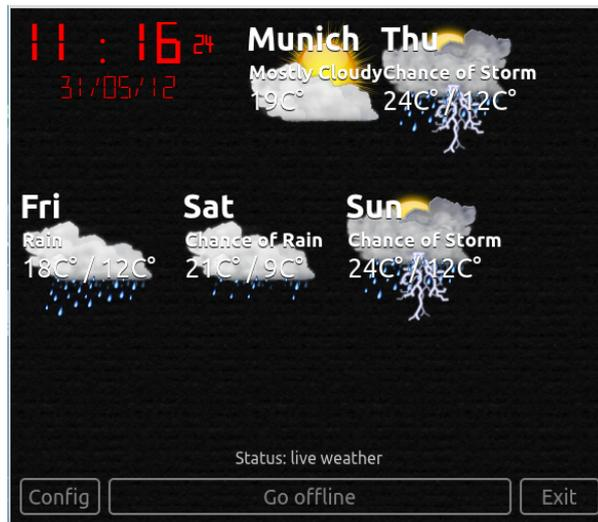 11 : 16 24
31/05/12
Munich
Mostly Cloudy
19C°
Thu
Chance of Storm
24C° / 12C°
Fri
Rain
18C° / 12C°
Sat
Chance of Rain
21C° / 9C°
Sun
Chance of Storm
24C° / 12C°
Status: live weather
Config
Go offline
Exit